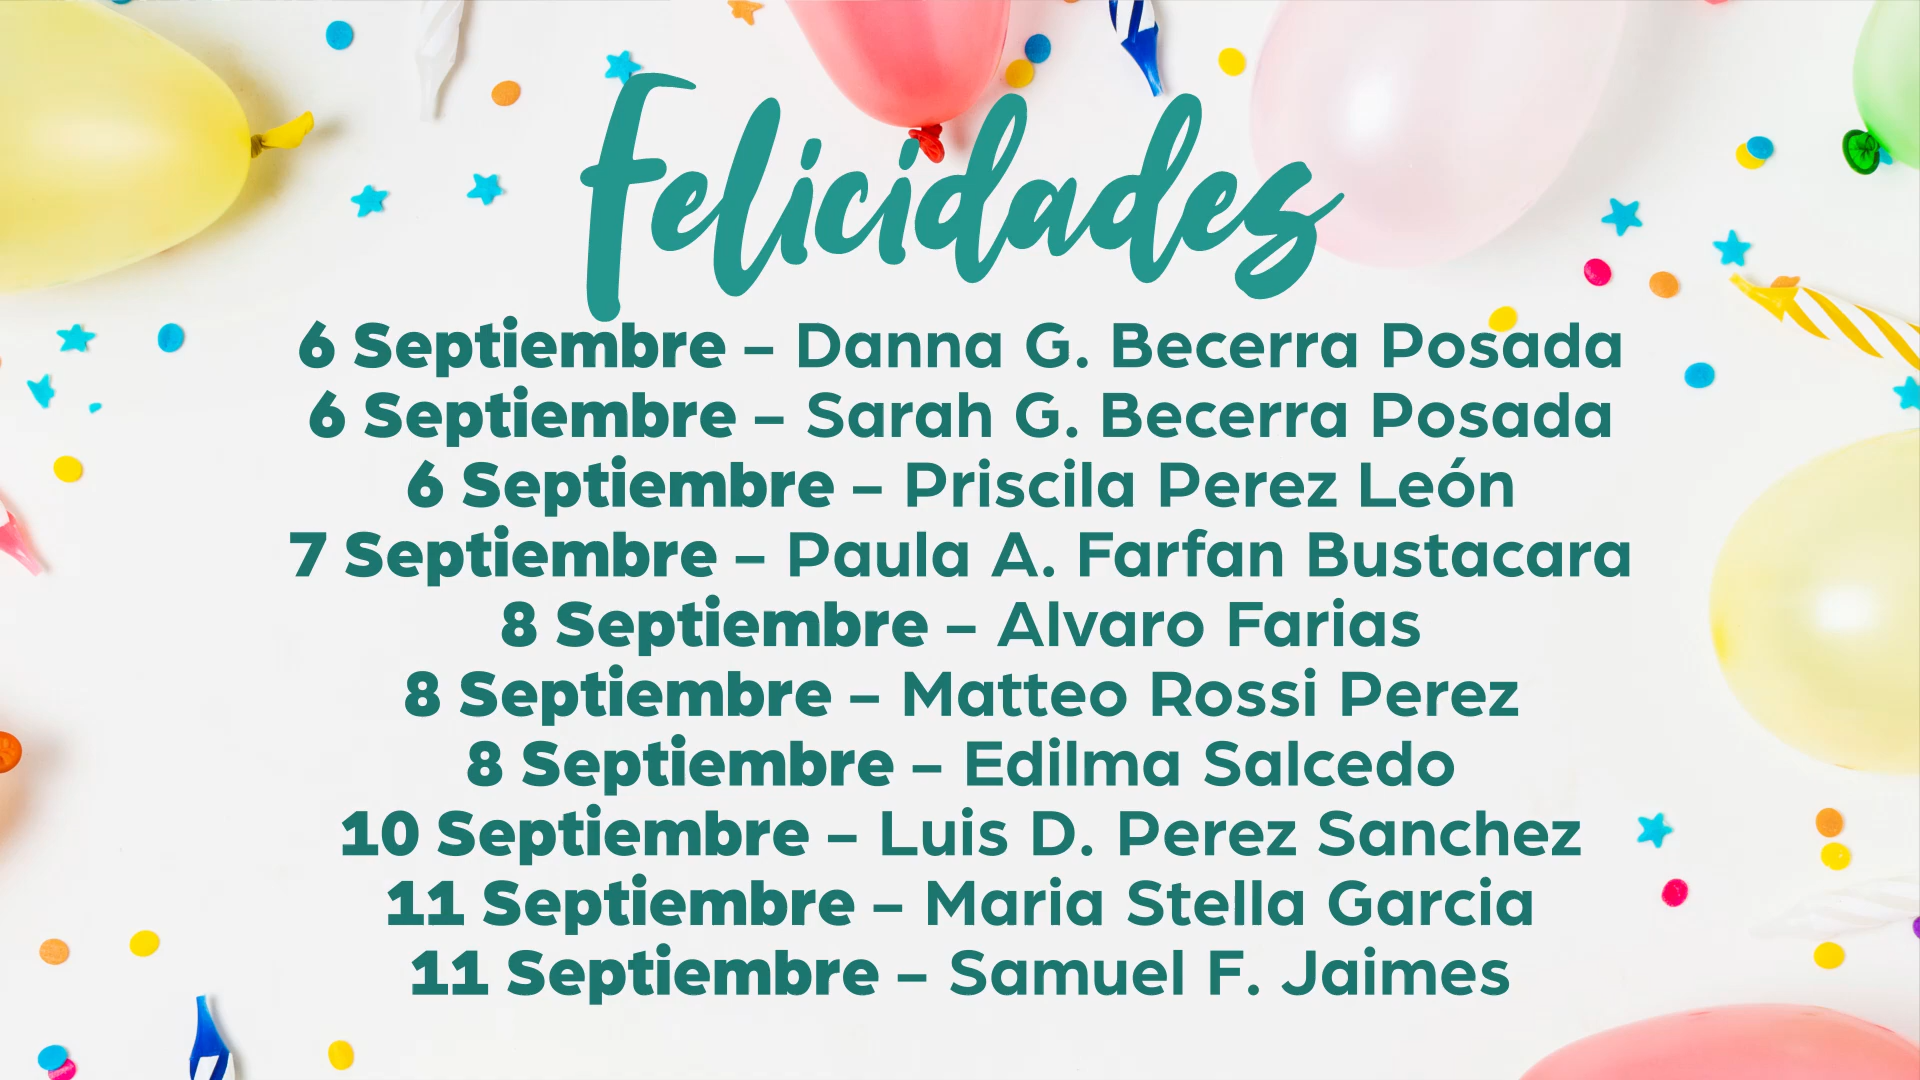 Felicidades
6 Septiembre – Danna G. Becerra Posada
6 Septiembre – Sarah G. Becerra Posada
6 Septiembre – Priscila Perez León
7 Septiembre – Paula A. Farfan Bustacara
8 Septiembre – Alvaro Farias
8 Septiembre – Matteo Rossi Perez
8 Septiembre – Edilma Salcedo
10 Septiembre – Luis D. Perez Sanchez
11 Septiembre – Maria Stella Garcia
11 Septiembre – Samuel F. Jaimes